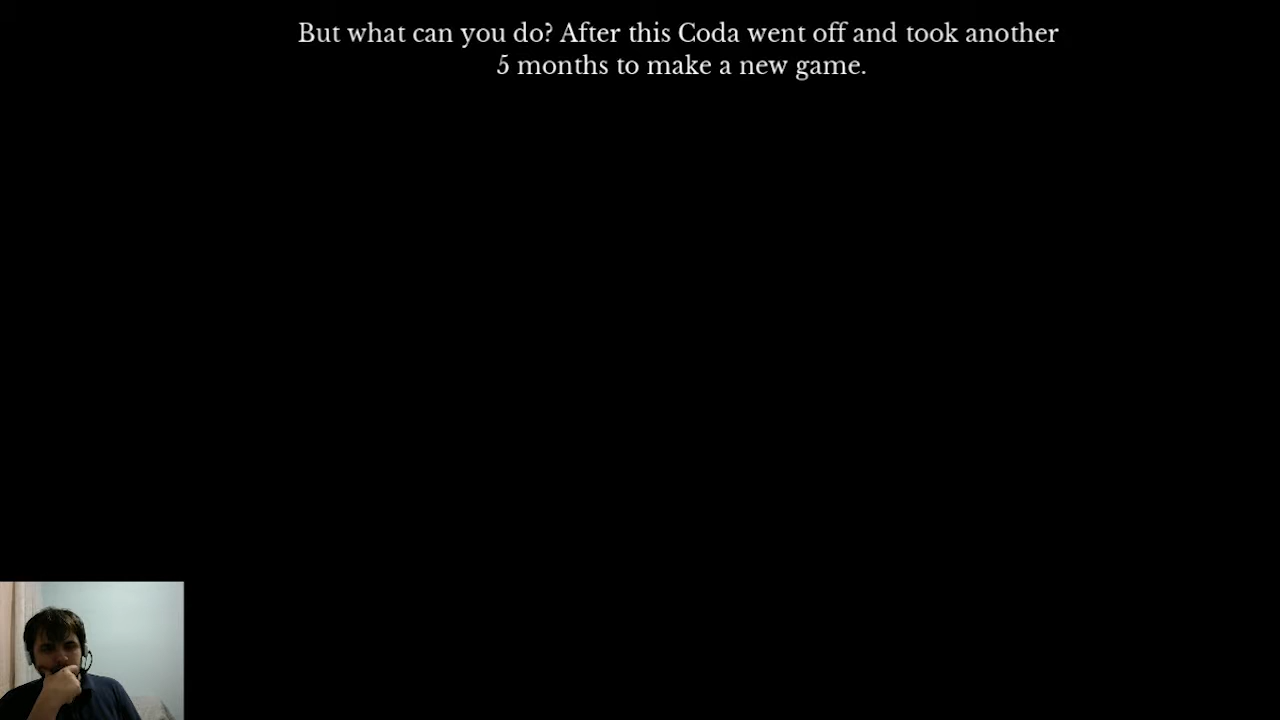 But what can you do? After this Coda went off and took another
5 months to make a new game.